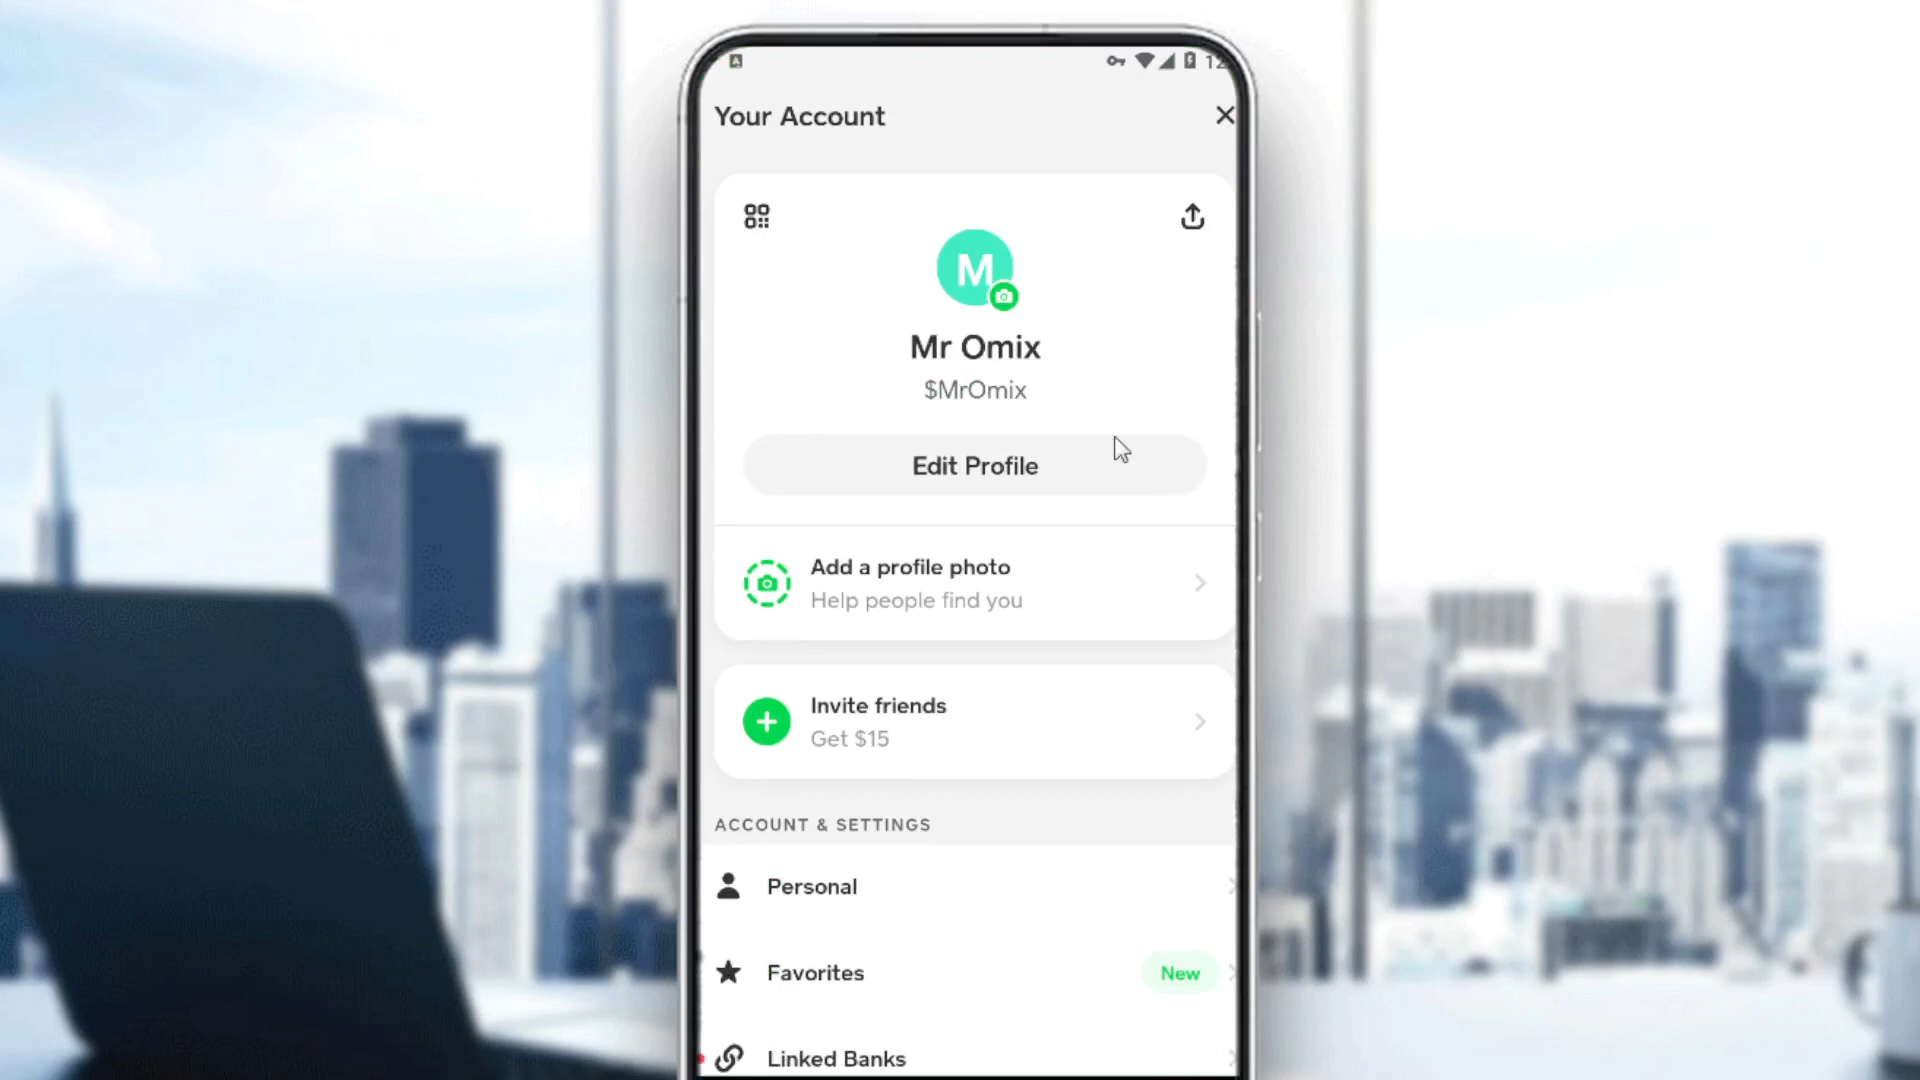 12
Your Account
M
Mr Omix
$MrOmix
Edit Profile
Add a profile photo
Help people find you
Invite friends
Get $15
ACCOUNT & SETTINGS
Personal
Favorites
New
Linked Banks